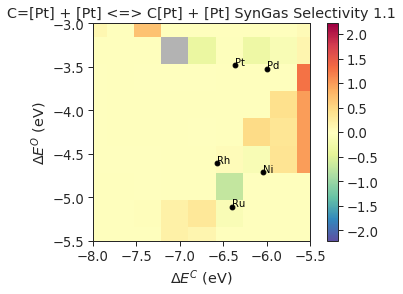 C=[Pt] + [Pt] <=> C[Pt] + [Pt] SynGas Selectivity 1.1
−3.0
−3.5
−4.0
−4.5
−5.0
−5.5
ΔE^O (eV)
Pt
Pd
Rh
Ni
Ru
−8.0 −7.5 −7.0 −6.5 −6.0 −5.5
ΔE^C (eV)
2.0
1.5
1.0
0.5
0.0
−0.5
−1.0
−1.5
−2.0